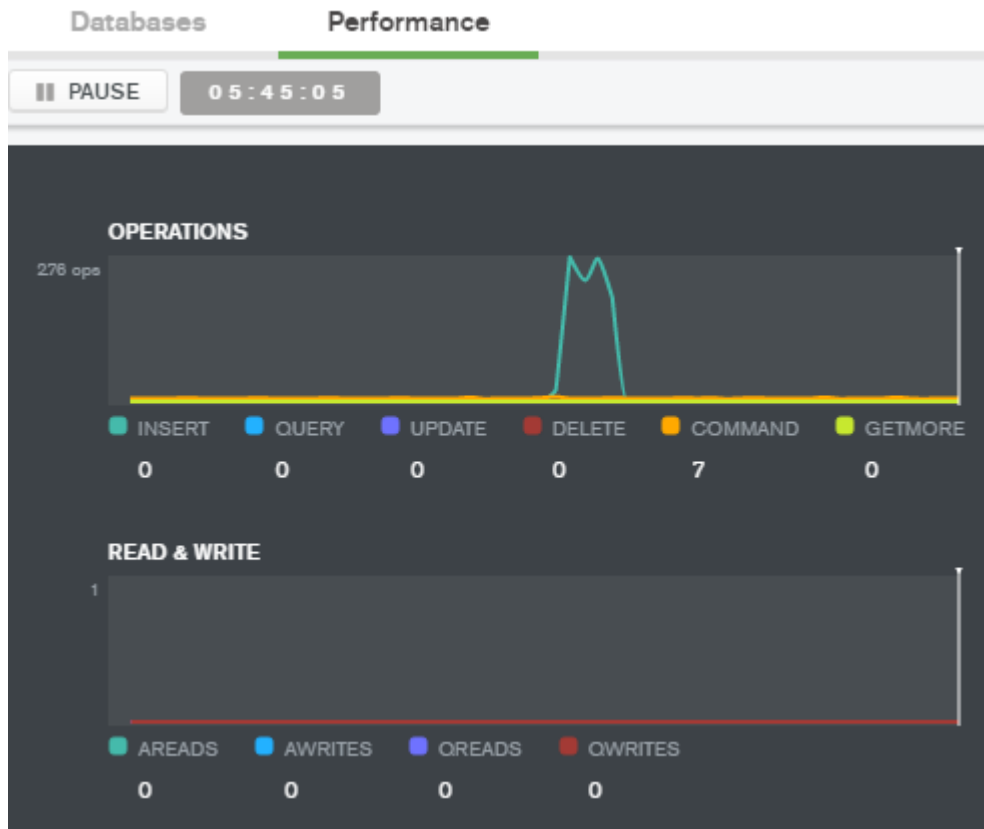 Databases Performance
PAUSE 05:45:05
OPERATIONS
276 ops
INSERT QUERY UPDATE DELETE COMMAND GETMORE
0 0 0 0 7 0
READ & WRITE
1
AREADS AWRITES QREADS QWRITES
0 0 0 0